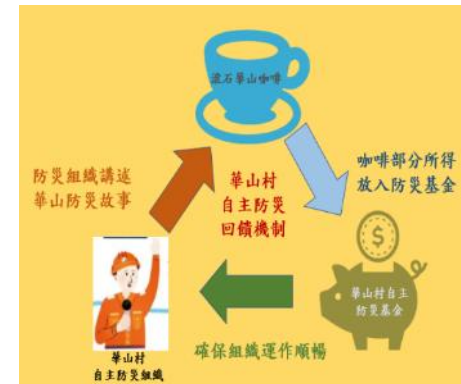 滾石華山咖啡
防災組織講述
華山防災故事
華山村
自主防災
回饋機制
咖啡部分所得
放入防災基金
$
華山村自主
防災基金
確保組織運作順暢
華山村
自主防災組織